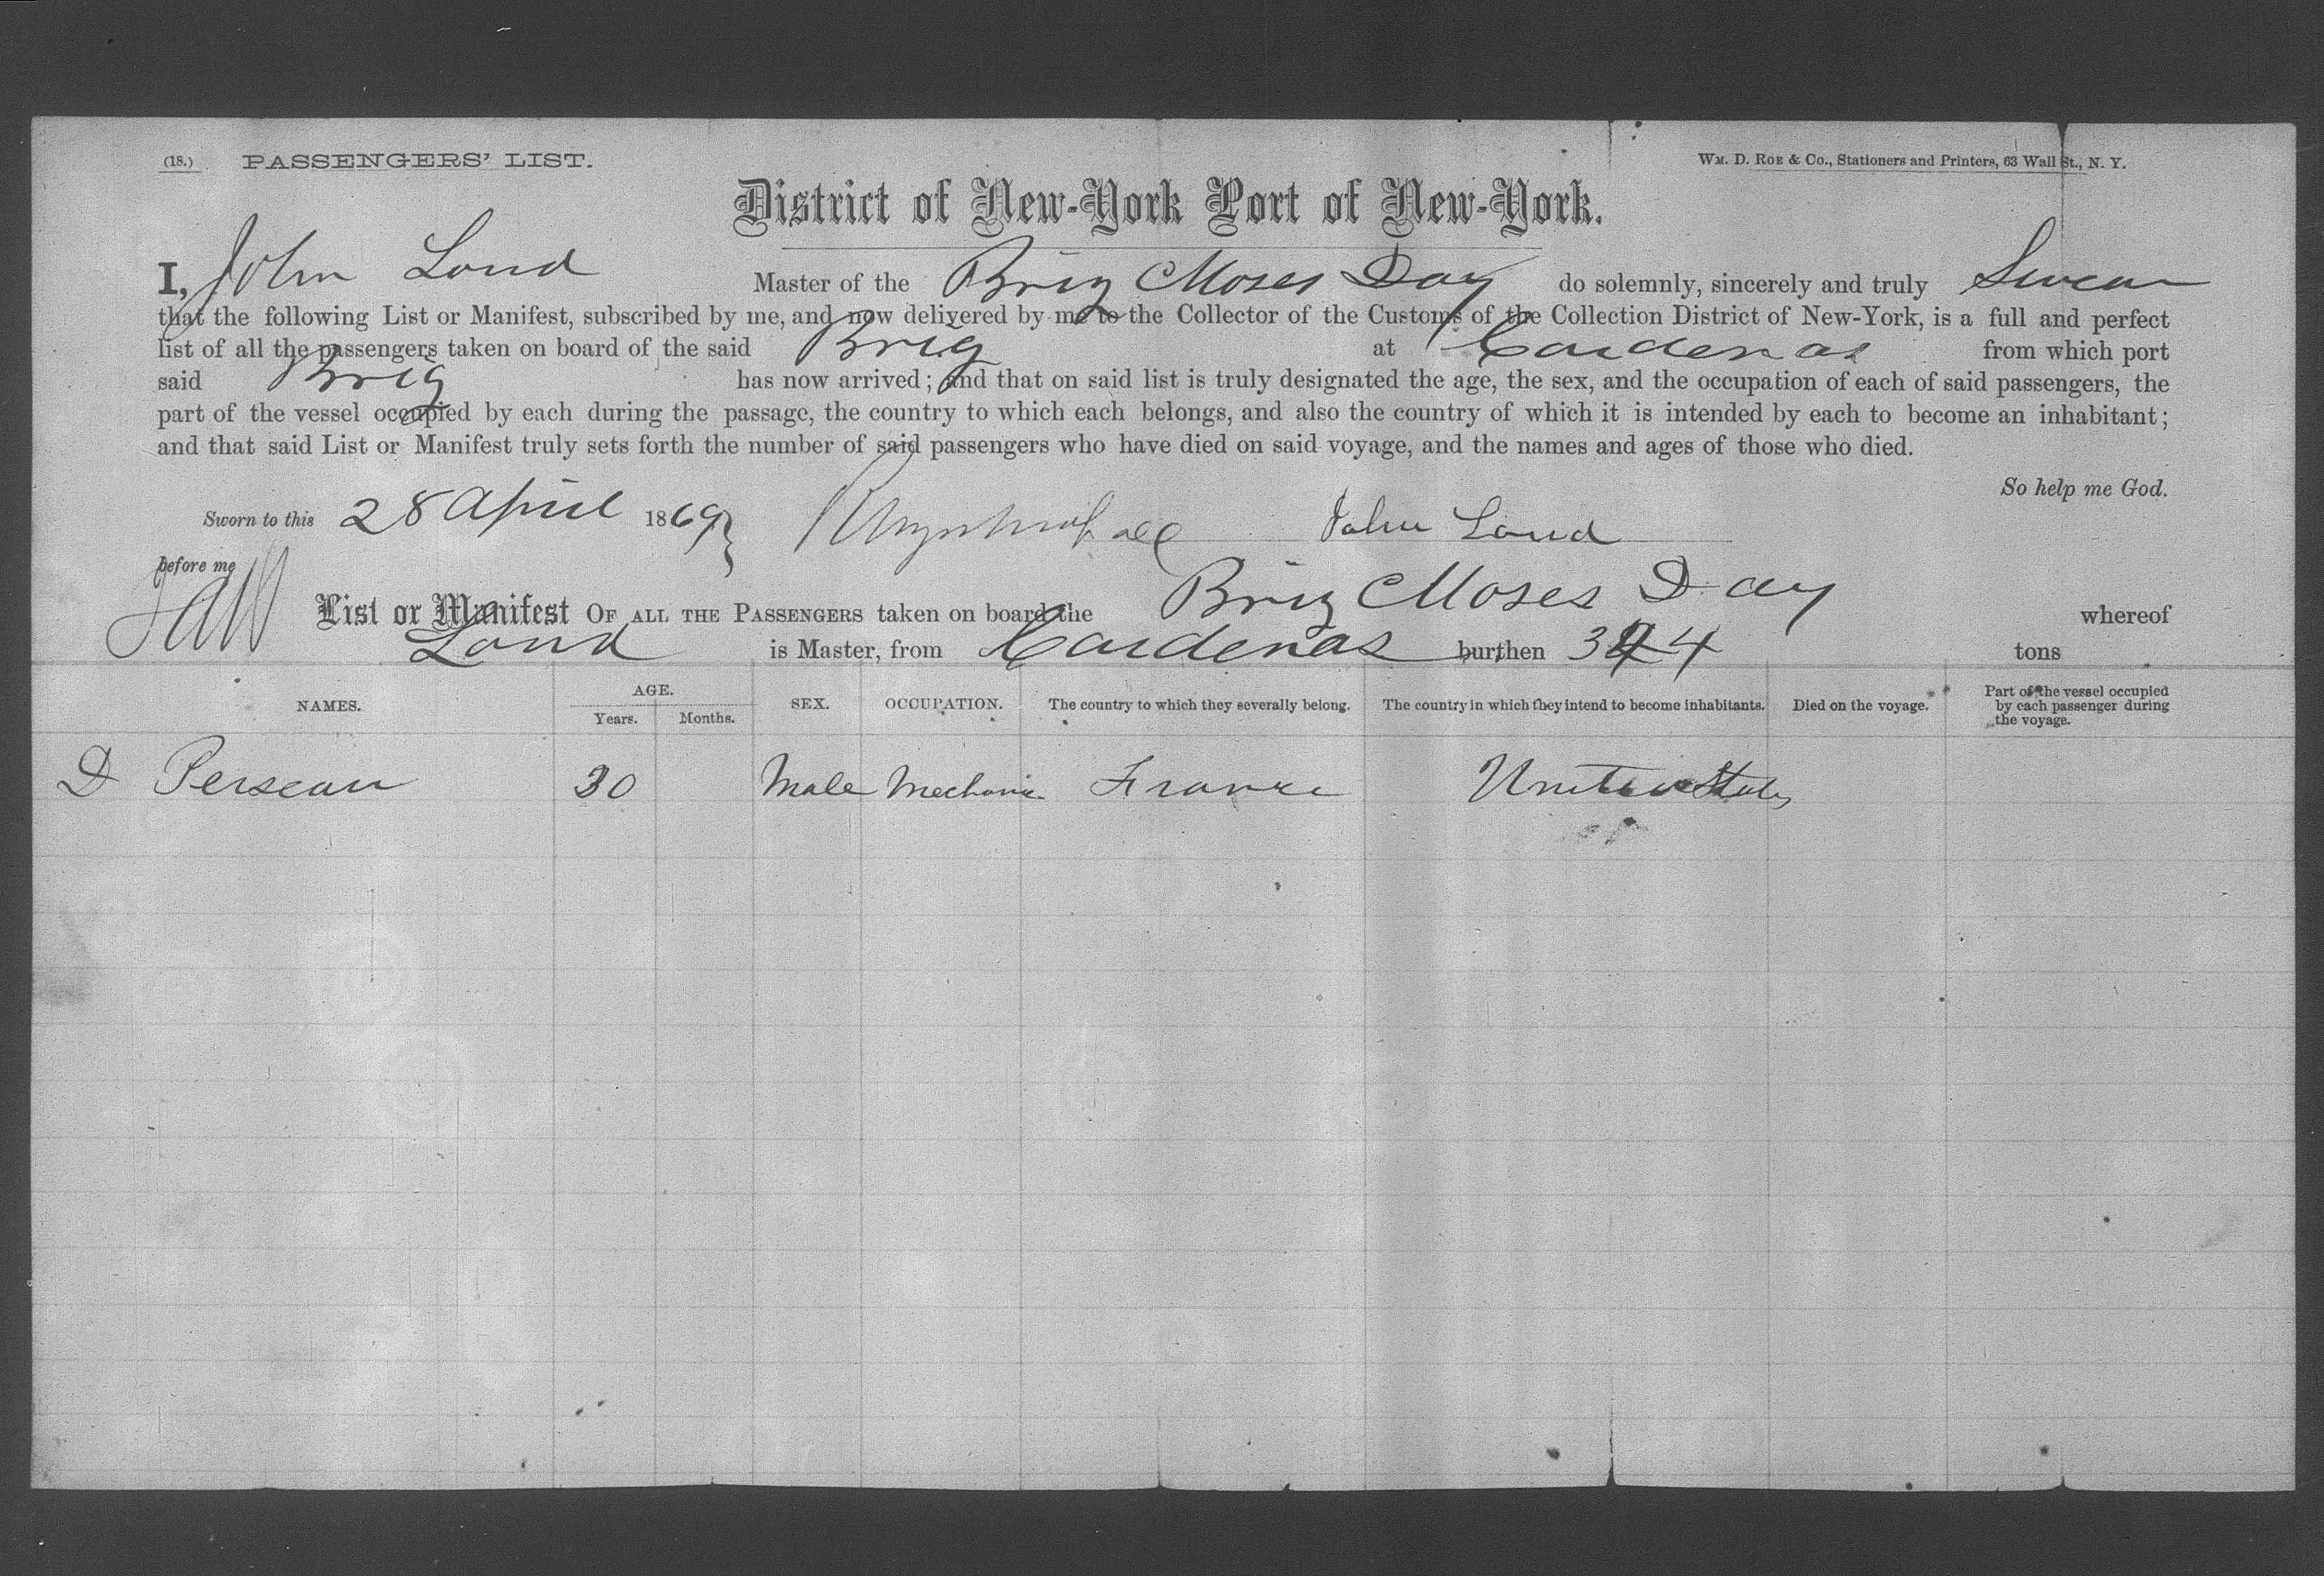 (18.) PASSENGERS' LIST.
WM. D. ROE & CO., Stationers and Printers, 63 Wall St., N. Y.
District of New-York Port of New-York.
I, John Loud Master of the Brig Moses Day do solemnly, sincerely and truly Swear
that the following List or Manifest, subscribed by me, and now delivered by me to the Collector of the Customs of the Collection District of New-York, is a full and perfect
list of all the passengers taken on board of the said Brig at Cardenas from which port
said Brig has now arrived; and that on said list is truly designated the age, the sex, and the occupation of each of said passengers, the
part of the vessel occupied by each during the passage, the country to which each belongs, and also the country of which it is intended by each to become an inhabitant;
and that said List or Manifest truly sets forth the number of said passengers who have died on said voyage, and the names and ages of those who died.
So help me God.
Sworn to this 28 April 1869 } John Loud
before me
List or Manifest OF ALL THE PASSENGERS taken on board the Brig Moses Day whereof
Loud is Master, from Cardenas burthen tons
NAMES. AGE. SEX. OCCUPATION. The country to which they severally belong. The country in which they intend to become inhabitants. Died on the voyage. Part of the vessel occupied by each passenger during the voyage.
Years. Months.
D Perseau 30 Male Mechanic France United States